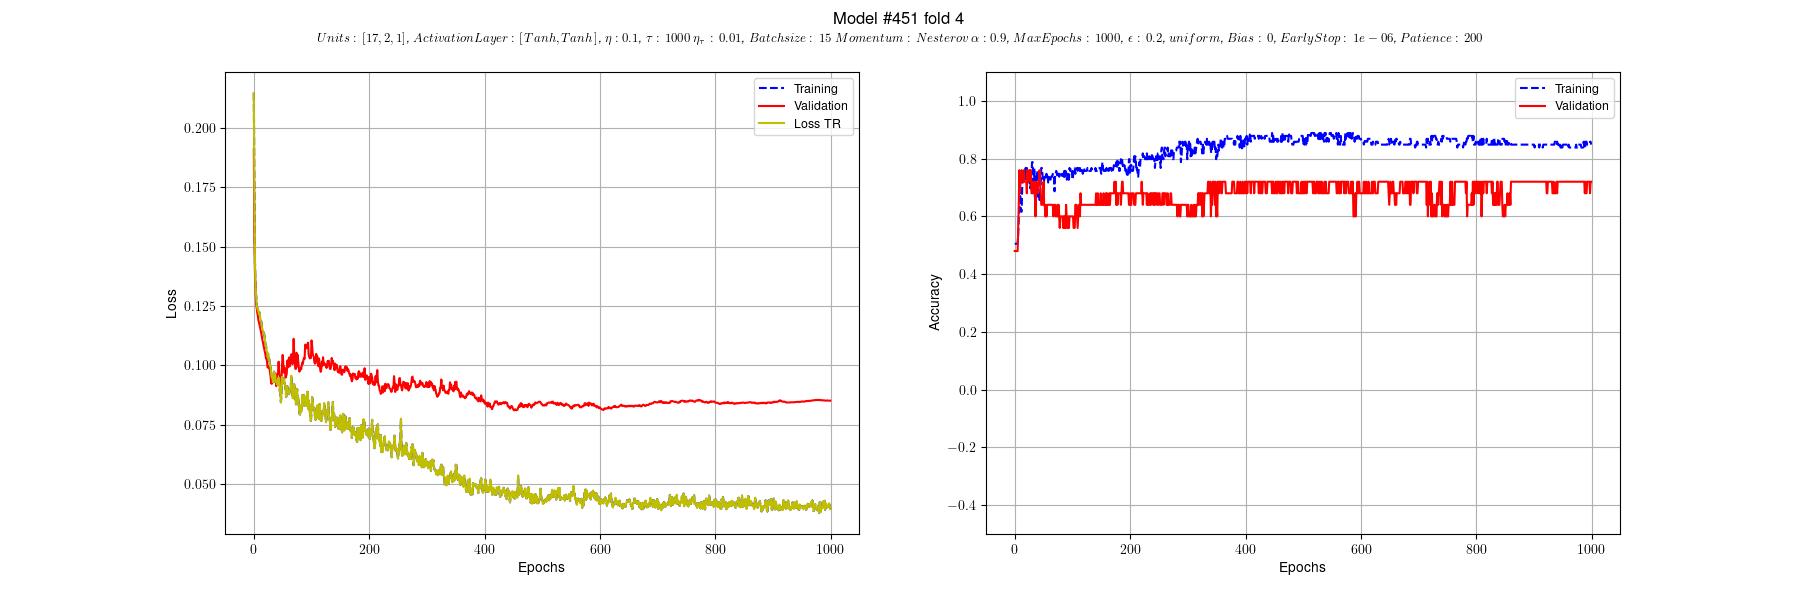 Model #451 fold 4
Units : [17, 2, 1], ActivationLayer : [Tanh, Tanh], η : 0.1, τ : 1000 ητ : 0.01, Batchsize : 15 Momentum : Nesterov α : 0.9, MaxEpochs : 1000, ϵ : 0.2, uniform, Bias : 0, EarlyStop : 1e − 06, Patience : 200
Training
Validation
Loss TR
0.200
0.175
0.150
0.125
0.100
0.075
0.050
Loss
0 200 400 600 800 1000
Epochs
Training
Validation
1.0
0.8
0.6
0.4
0.2
0.0
−0.2
−0.4
Accuracy
0 200 400 600 800 1000
Epochs